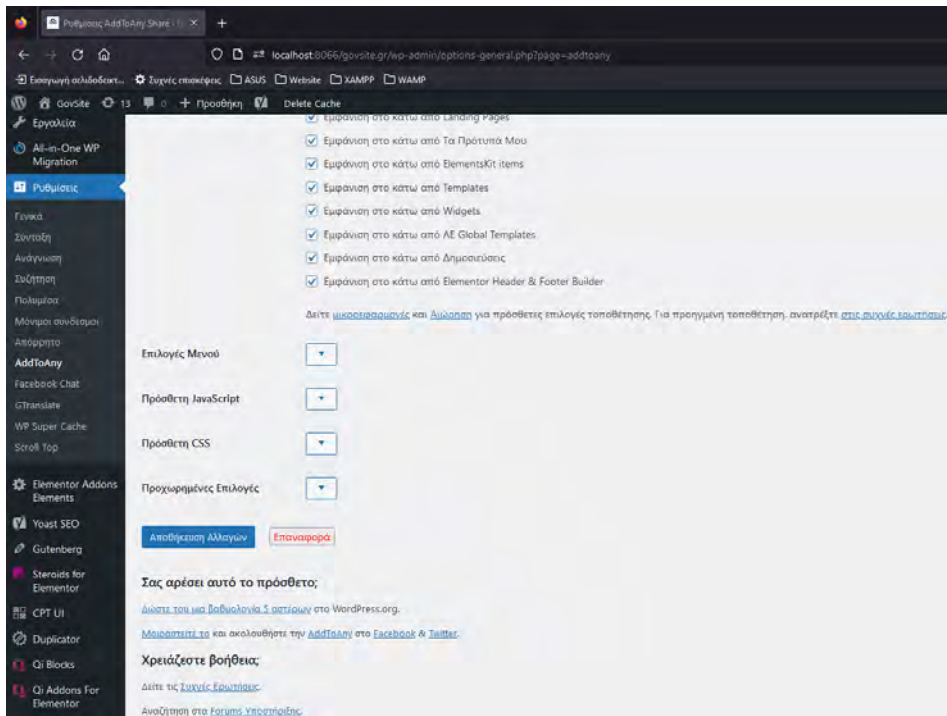 Ρυθμίσεις AddToAny Share
localhost:8066/govsite.gr/wp-admin/options-general.php?page=addtoany
Εισαγωγή σελιδοδεικτ...
Συχνές επισκέψεις
ASUS
Website
XAMPP
WAMP
GovSite
13
0
Προσθήκη
Delete Cache
Εργαλεία
All-in-One WP
Migration
Ρυθμίσεις
Γενικά
Σύνταξη
Ανάγνωση
Συζήτηση
Πολυμέσα
Μόνιμοι σύνδεσμοι
Απόρρητο
AddToAny
Facebook Chat
GTranslate
WP Super Cache
Scroll Top
Elementor Addons
Elements
Yoast SEO
Gutenberg
Steroids for
Elementor
CPT UI
Duplicator
Qi Blocks
Qi Addons For
Elementor
Εμφάνιση στο κάτω από Landing Pages
Εμφάνιση στο κάτω από Τα Πρότυπά Μου
Εμφάνιση στο κάτω από ElementsKit items
Εμφάνιση στο κάτω από Templates
Εμφάνιση στο κάτω από Widgets
Εμφάνιση στο κάτω από AE Global Templates
Εμφάνιση στο κάτω από Δημοσιεύσεις
Εμφάνιση στο κάτω από Elementor Header & Footer Builder
Δείτε μικροεφαρμογές και Αιώρηση για πρόσθετες επιλογές τοποθέτησης. Για προηγμένη τοποθέτηση, ανατρέξτε στις συχνές ερωτήσεις
Επιλογές Μενού
Πρόσθετη JavaScript
Πρόσθετη CSS
Προχωρημένες Επιλογές
Αποθήκευση Αλλαγών
Επαναφορά
Σας αρέσει αυτό το πρόσθετο;
Δώστε του μια βαθμολογία 5 αστέρων στο WordPress.org.
Μοιραστείτε το και ακολουθήστε την AddToAny στο Facebook & Twitter.
Χρειάζεστε βοήθεια;
Δείτε τις Συχνές Ερωτήσεις.
Αναζήτηση στα Forums Υποστήριξης.